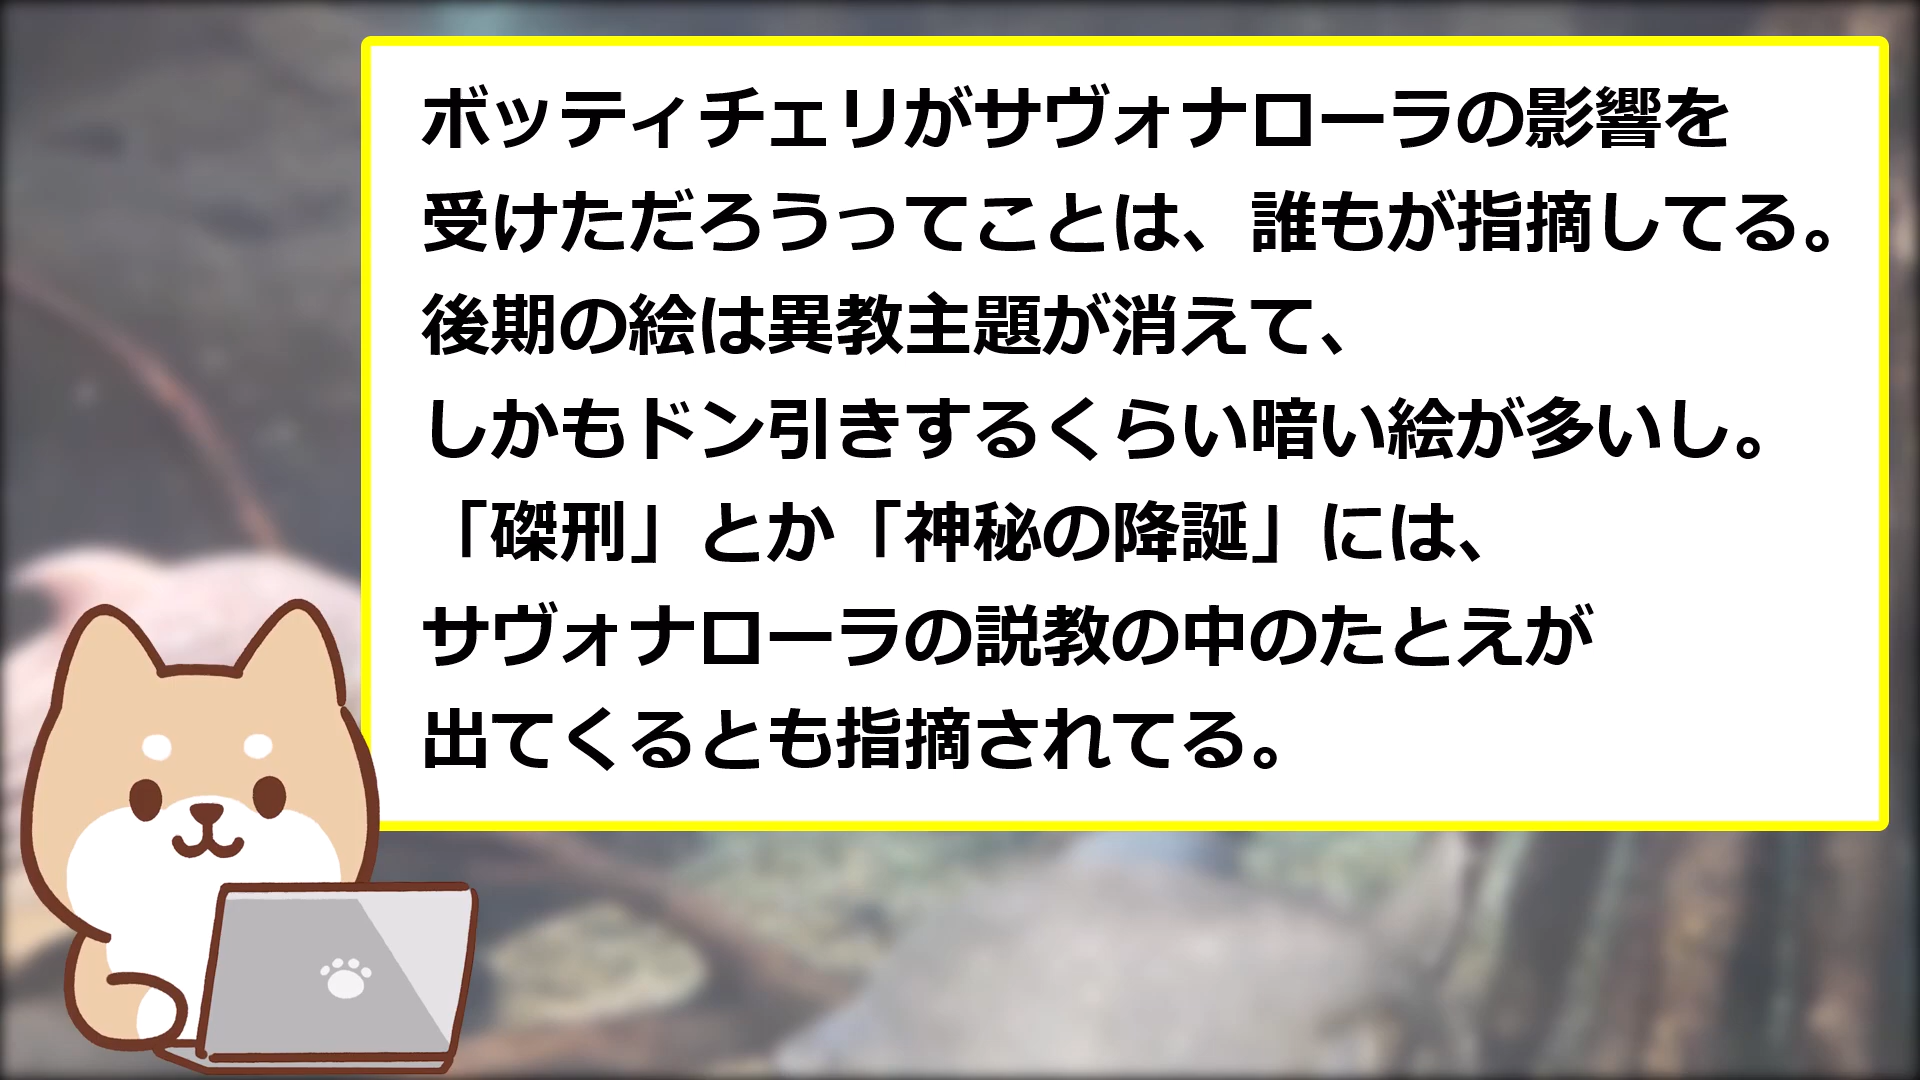 ボッティチェリがサヴォナローラの影響を
受けただろうってことは、誰もが指摘してる。
後期の絵は異教主題が消えて、
しかもドン引きするくらい暗い絵が多いし。
「磔刑」とか「神秘の降誕」には、
サヴォナローラの説教の中のたとえが
出てくるとも指摘されてる。